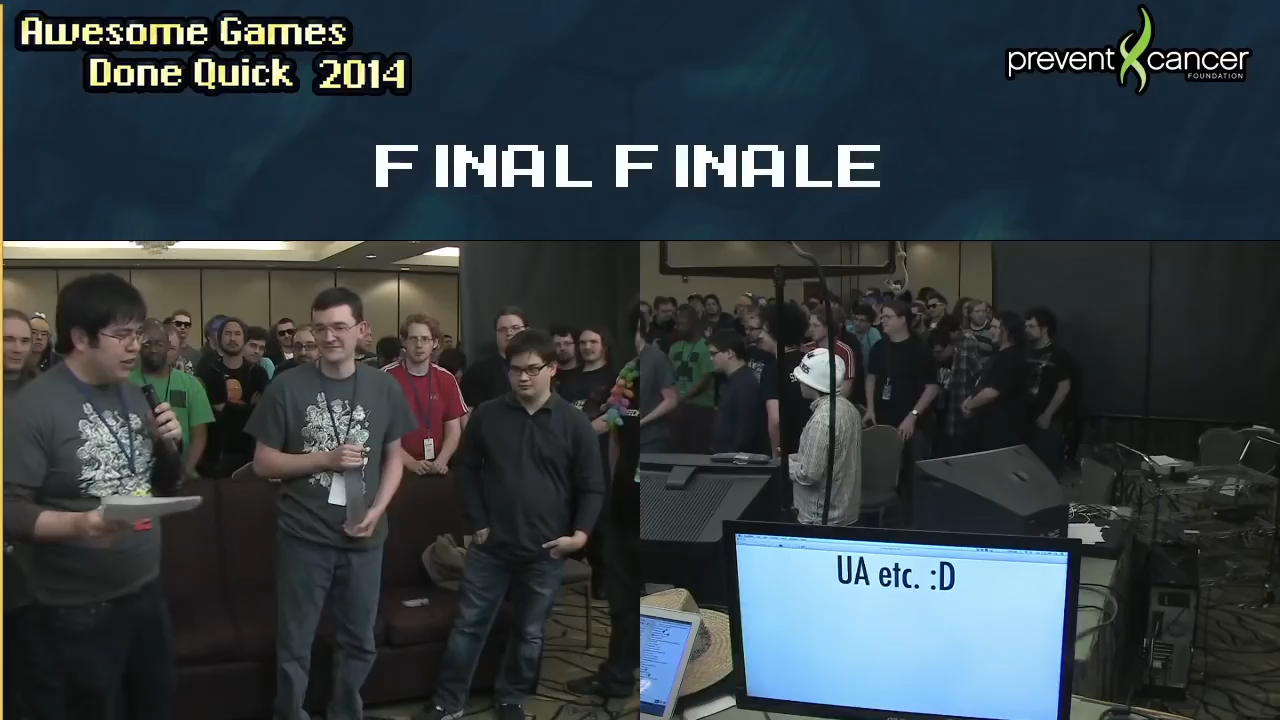 Awesome Games
Done Quick 2014
prevent cancer
FOUNDATION
FINAL FINALE
UA etc. :D